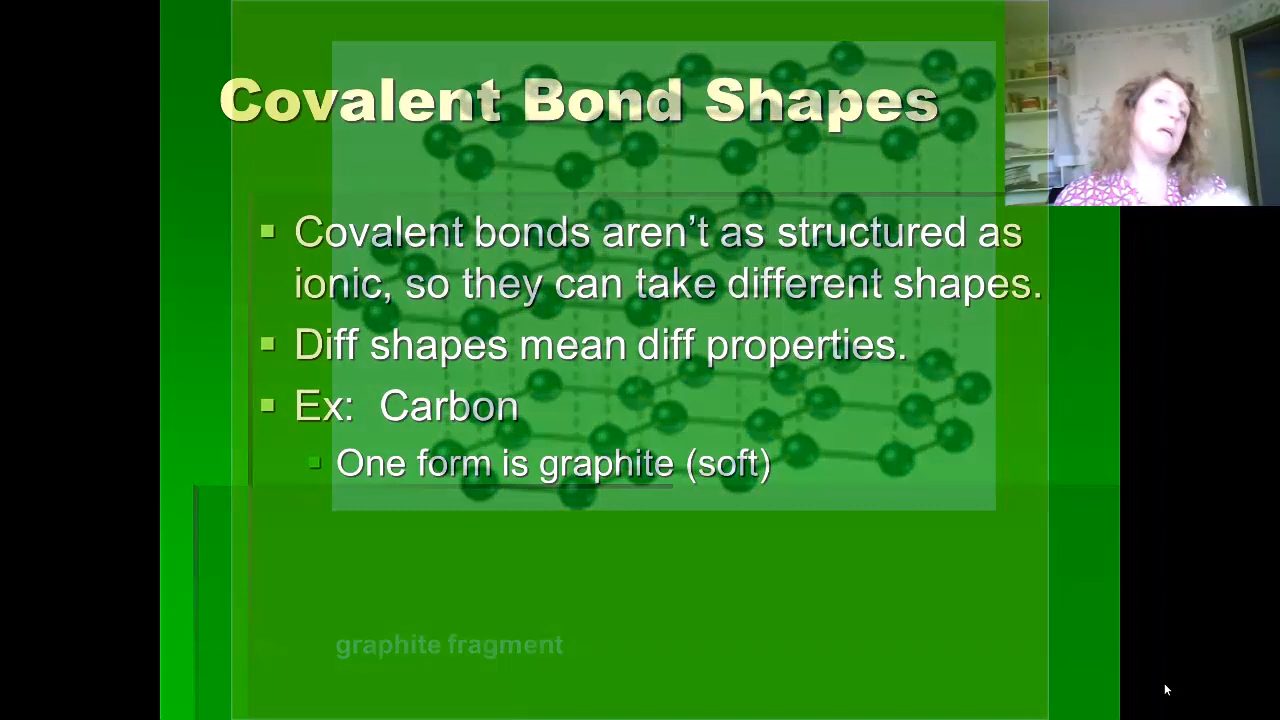 Covalent Bond Shapes
Covalent bonds aren’t as structured as
ionic, so they can take different shapes.
Diff shapes mean diff properties.
Ex: Carbon
One form is graphite (soft)
graphite fragment